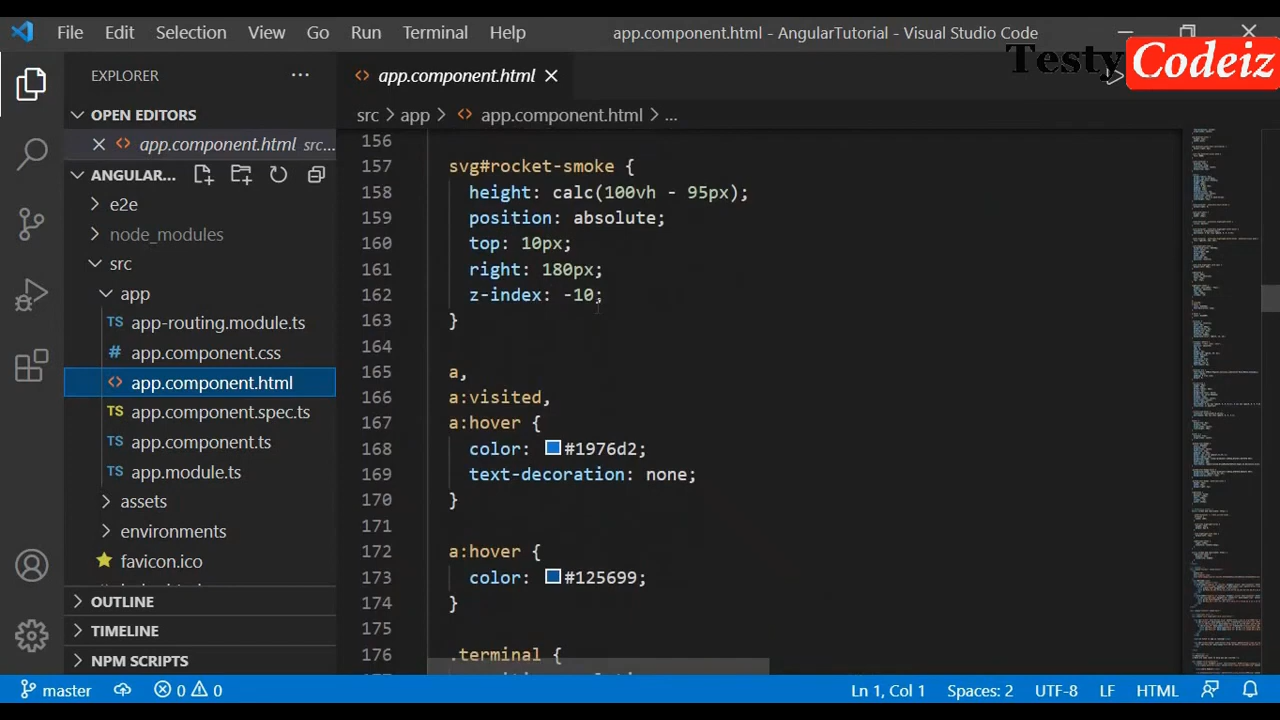 File Edit Selection View Go Run Terminal Help app.component.html - AngularTutorial - Visual Studio Code
Testy Codeiz
EXPLORER
OPEN EDITORS
app.component.html src...
ANGULAR...
e2e
node_modules
src
app
TS app-routing.module.ts
# app.component.css
<> app.component.html
TS app.component.spec.ts
TS app.component.ts
TS app.module.ts
assets
environments
favicon.ico
OUTLINE
TIMELINE
NPM SCRIPTS
<> app.component.html
src > app > <> app.component.html > ...
156
157 svg#rocket-smoke {
158 height: calc(100vh - 95px);
159 position: absolute;
160 top: 10px;
161 right: 180px;
162 z-index: -10;
163 }
164
165 a,
166 a:visited,
167 a:hover {
168 color: #1976d2;
169 text-decoration: none;
170 }
171
172 a:hover {
173 color: #125699;
174 }
175
176 .terminal {
master 0 0 Ln 1, Col 1 Spaces: 2 UTF-8 LF HTML